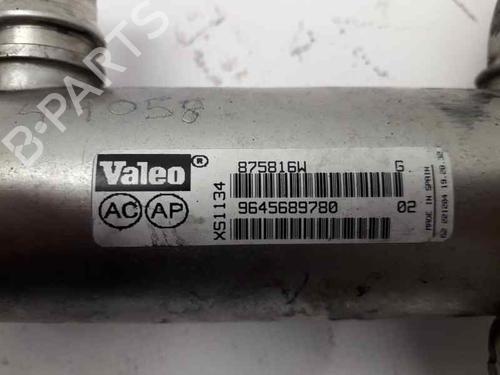 B-PARTS
Valeo®
875816W G
AC AP
XS1134
9645689780 02
MADE IN SPAIN